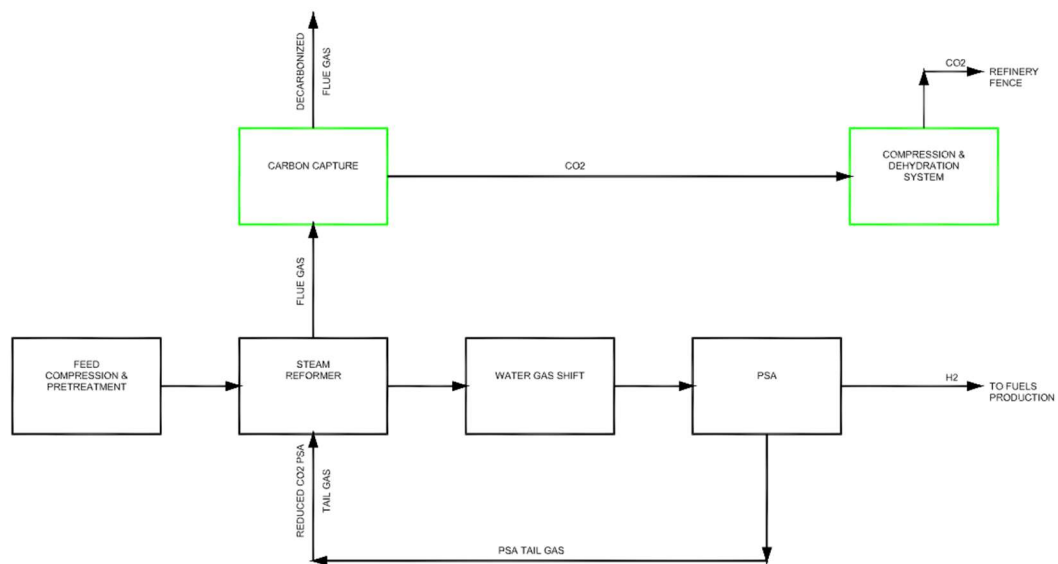 DECARBONIZED
FLUE GAS
CO2
REFINERY
FENCE
CARBON CAPTURE
CO2
COMPRESSION &
DEHYDRATION
SYSTEM
FLUE GAS
FEED
COMPRESSION &
PRETREATMENT
STEAM
REFORMER
WATER GAS SHIFT
PSA
H2
TO FUELS
PRODUCTION
REDUCED CO2 PSA
TAIL GAS
PSA TAIL GAS